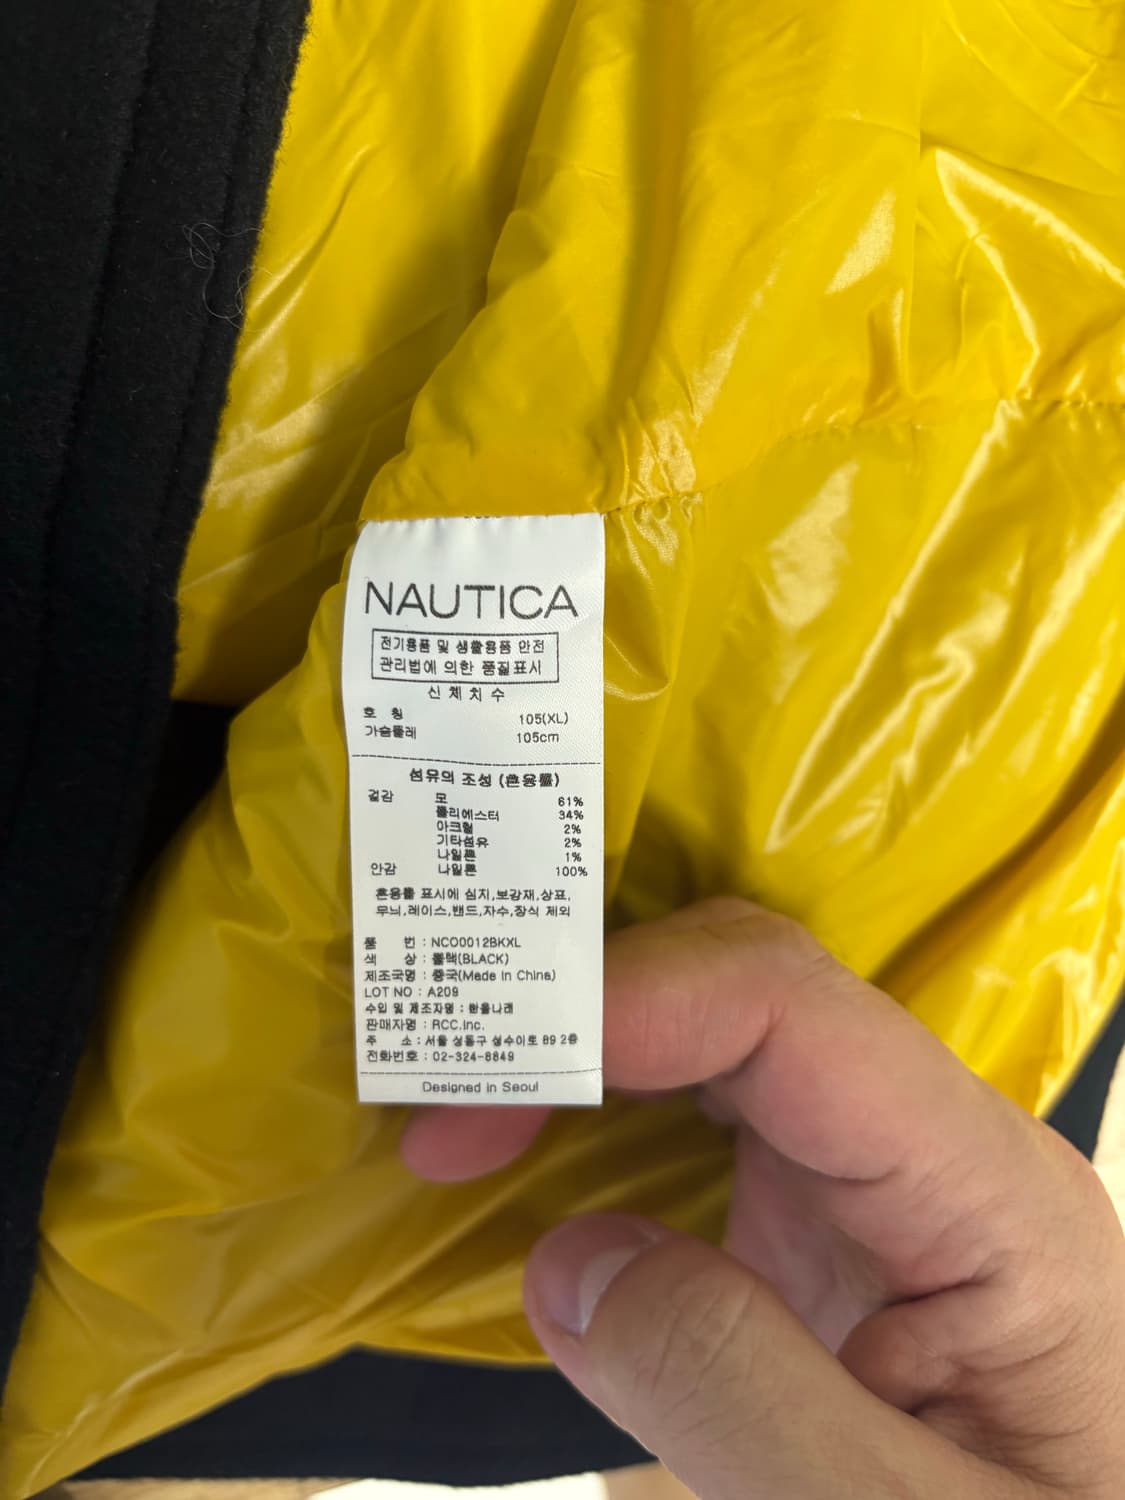 NAUTICA
전기용품 및 생활용품 안전
관리법에 의한 품질표시
신체치수
호 칭 105(XL)
가슴둘레 105cm
섬유의 조성 (혼용률)
겉감 모 61%
폴리에스터 34%
아크릴 2%
기타섬유 2%
나일론 1%
안감 나일론 100%
혼용률 표시에 심지,보강재,상표,
무늬,레이스,밴드,자수,장식 제외
품 번 : NCO0012BKXL
색 상 : 블랙(BLACK)
제조국명 : 중국(Made in China)
LOT NO : A209
수입 및 제조자명 : 한울나래
판매자명 : RCC.Inc.
주 소 : 서울 성동구 성수이로 89 2층
전화번호 : 02-324-8849
Designed in Seoul